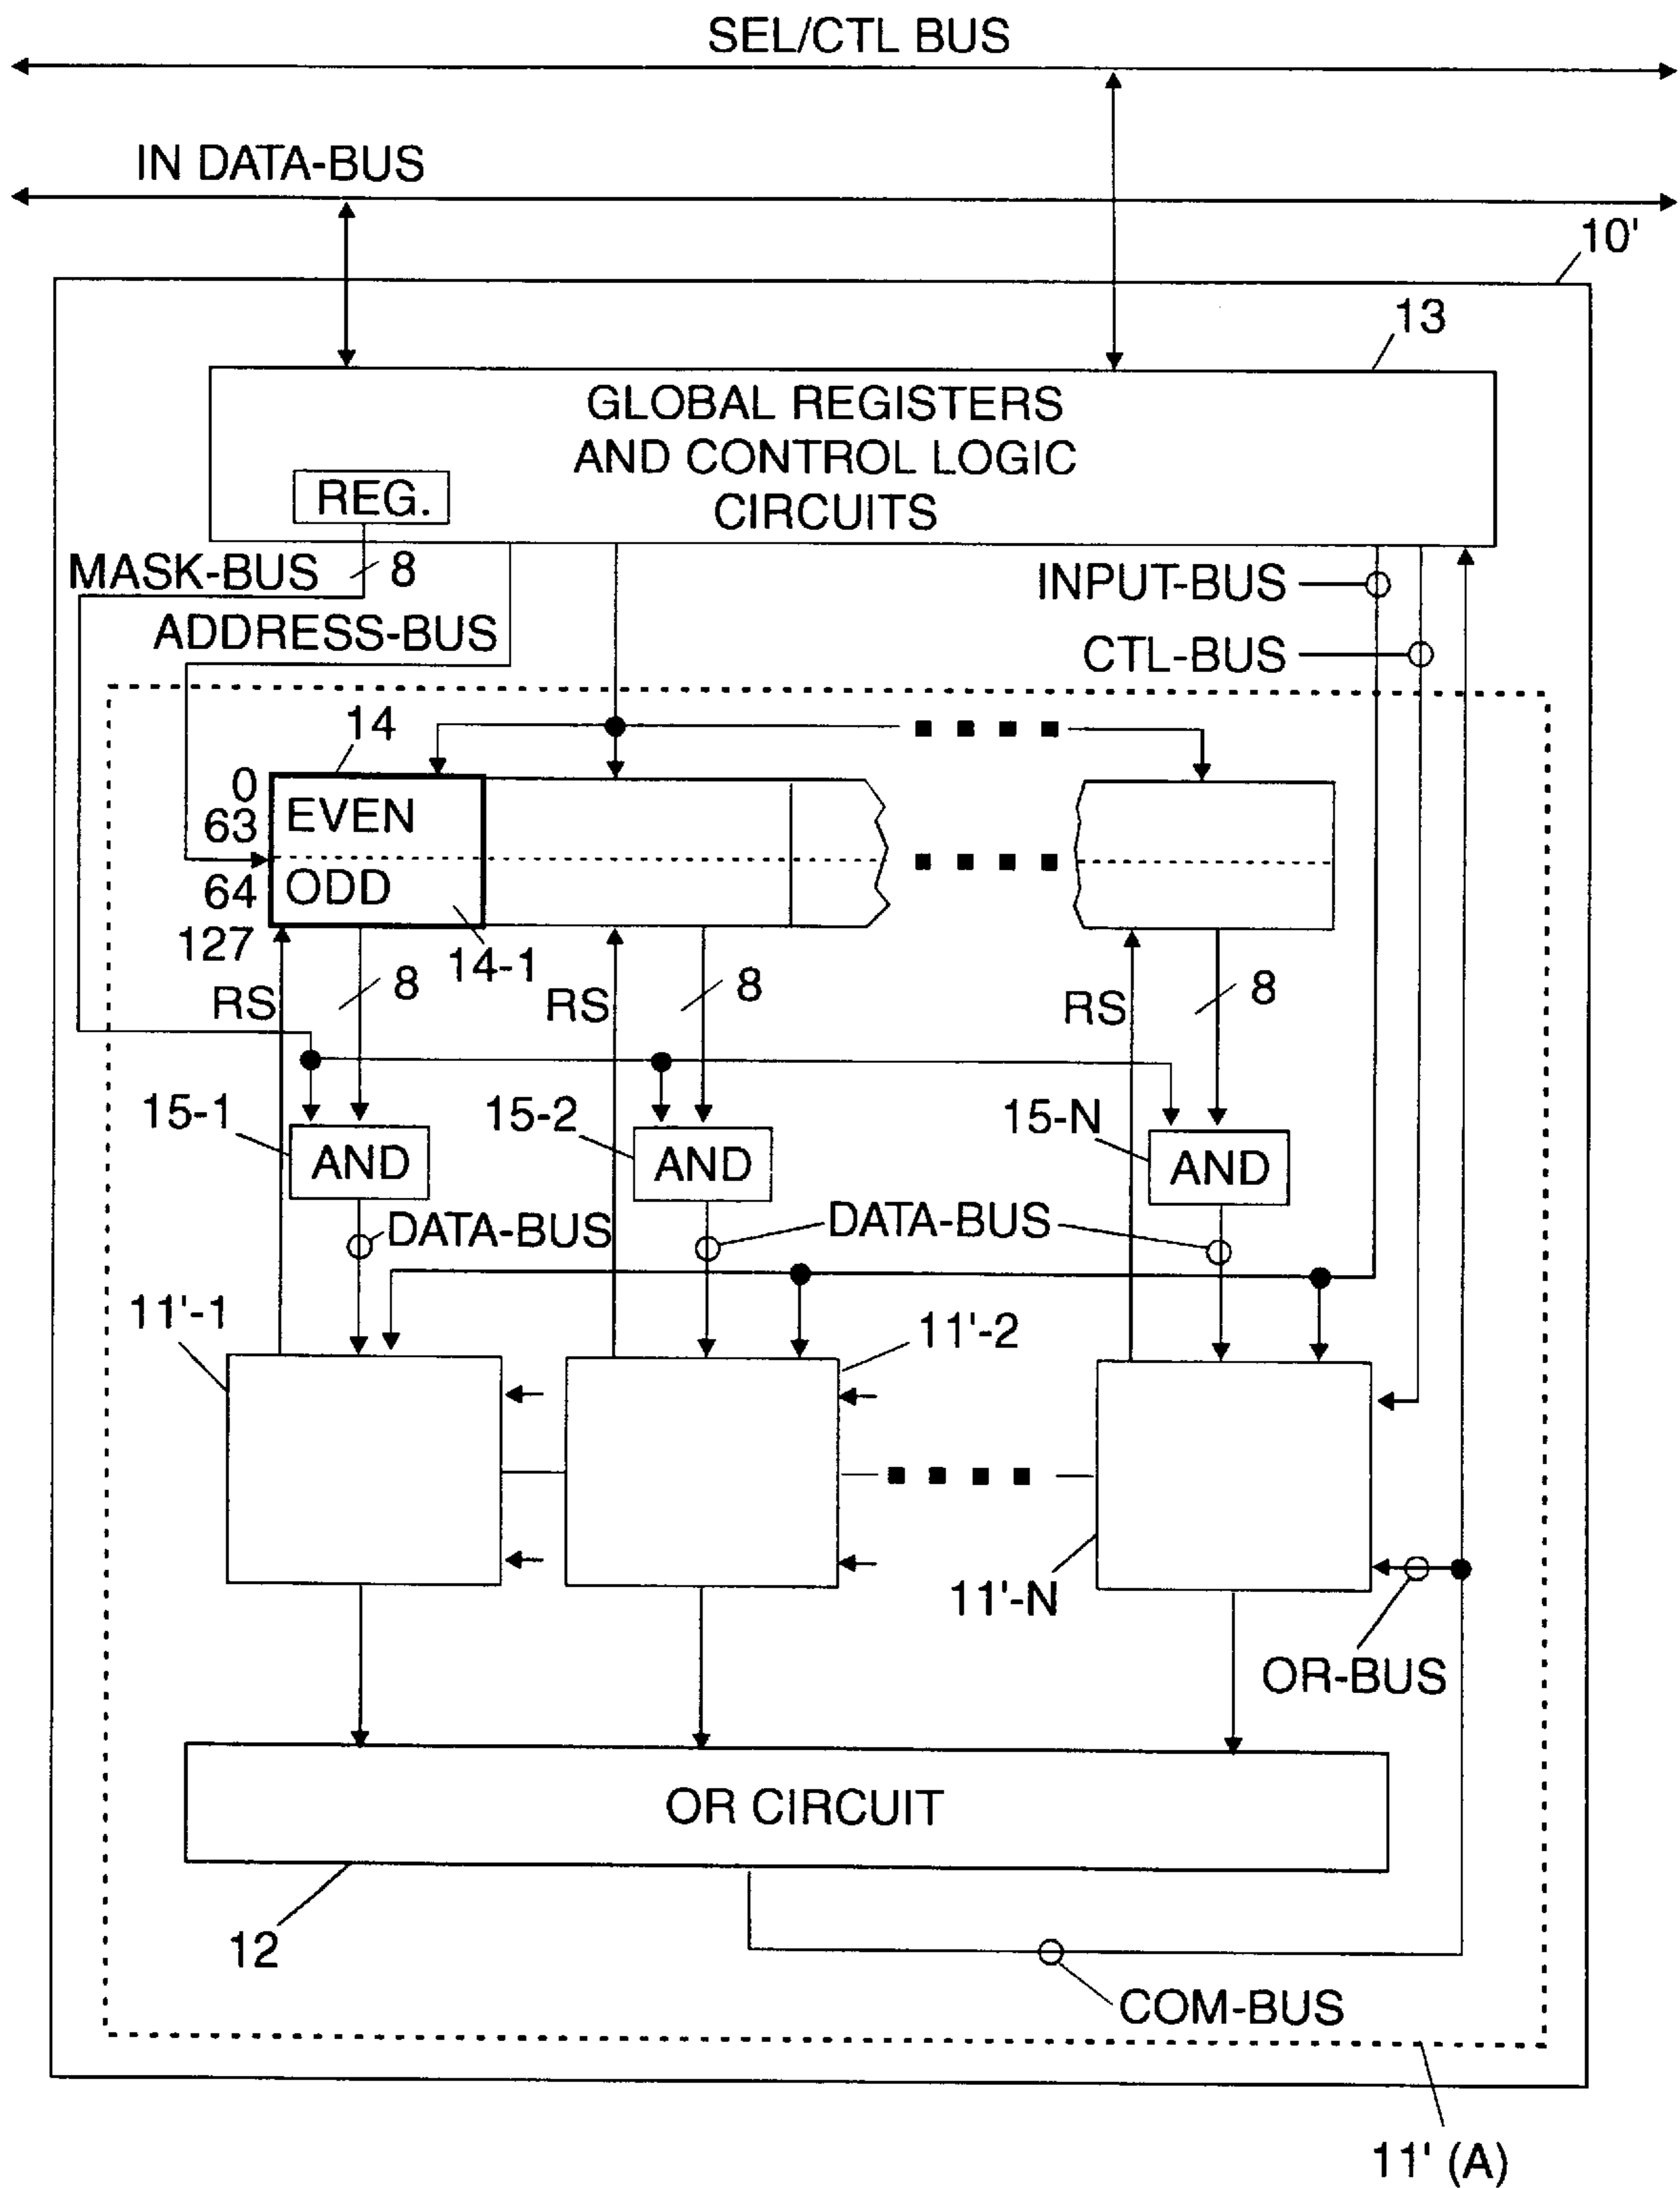 SEL/CTL BUS
IN DATA-BUS
10'
13
GLOBAL REGISTERS
AND CONTROL LOGIC
CIRCUITS
REG.
MASK-BUS
8
INPUT-BUS
ADDRESS-BUS
CTL-BUS
14
0
63
EVEN
64
ODD
127
14-1
RS
8
RS
8
RS
8
15-1
15-2
15-N
AND
AND
AND
DATA-BUS
DATA-BUS
11'-1
11'-2
11'-N
OR-BUS
OR CIRCUIT
12
COM-BUS
11' (A)